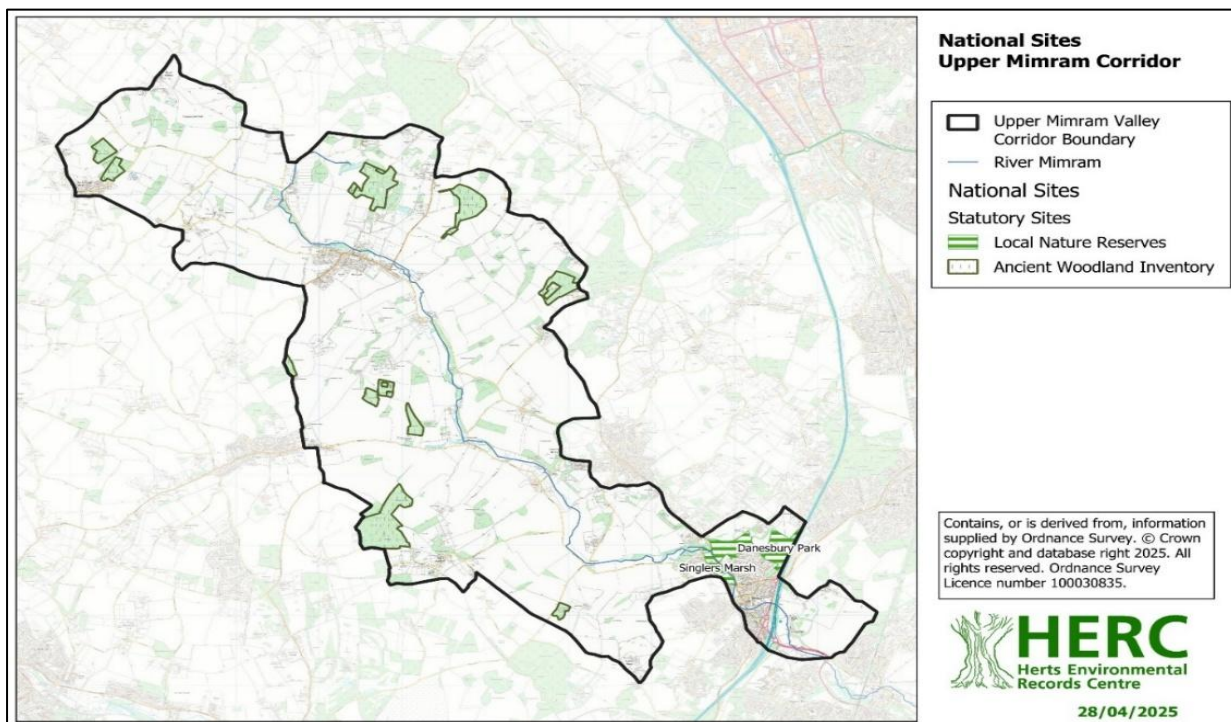 National Sites
Upper Mimram Corridor
Upper Mimram Valley
Corridor Boundary
River Mimram
National Sites
Statutory Sites
Local Nature Reserves
Ancient Woodland Inventory
Danesbury Park
Singlers Marsh
Contains, or is derived from, information
supplied by Ordnance Survey. © Crown
copyright and database right 2025. All
rights reserved. Ordnance Survey
Licence number 100030835.
HERC
Herts Environmental
Records Centre
28/04/2025